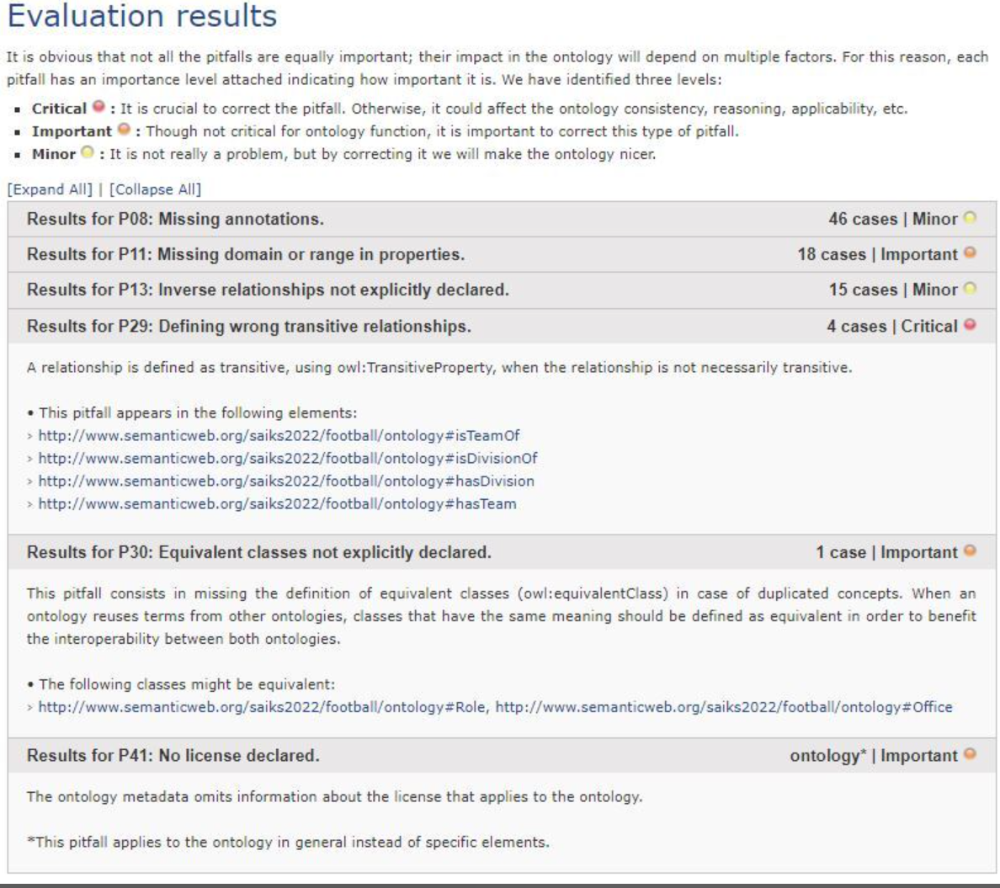 Evaluation results
It is obvious that not all the pitfalls are equally important; their impact in the ontology will depend on multiple factors. For this reason, each
pitfall has an importance level attached indicating how important it is. We have identified three levels:
▪ Critical : It is crucial to correct the pitfall. Otherwise, it could affect the ontology consistency, reasoning, applicability, etc.
▪ Important : Though not critical for ontology function, it is important to correct this type of pitfall.
▪ Minor : It is not really a problem, but by correcting it we will make the ontology nicer.
[Expand All] | [Collapse All]
Results for P08: Missing annotations. 46 cases | Minor
Results for P11: Missing domain or range in properties. 18 cases | Important
Results for P13: Inverse relationships not explicitly declared. 15 cases | Minor
Results for P29: Defining wrong transitive relationships. 4 cases | Critical
A relationship is defined as transitive, using owl:TransitiveProperty, when the relationship is not necessarily transitive.
• This pitfall appears in the following elements:
› http://www.semanticweb.org/saiks2022/football/ontology#isTeamOf
› http://www.semanticweb.org/saiks2022/football/ontology#isDivisionOf
› http://www.semanticweb.org/saiks2022/football/ontology#hasDivision
› http://www.semanticweb.org/saiks2022/football/ontology#hasTeam
Results for P30: Equivalent classes not explicitly declared. 1 case | Important
This pitfall consists in missing the definition of equivalent classes (owl:equivalentClass) in case of duplicated concepts. When an
ontology reuses terms from other ontologies, classes that have the same meaning should be defined as equivalent in order to benefit
the interoperability between both ontologies.
• The following classes might be equivalent:
› http://www.semanticweb.org/saiks2022/football/ontology#Role, http://www.semanticweb.org/saiks2022/football/ontology#Office
Results for P41: No license declared. ontology* | Important
The ontology metadata omits information about the license that applies to the ontology.
*This pitfall applies to the ontology in general instead of specific elements.